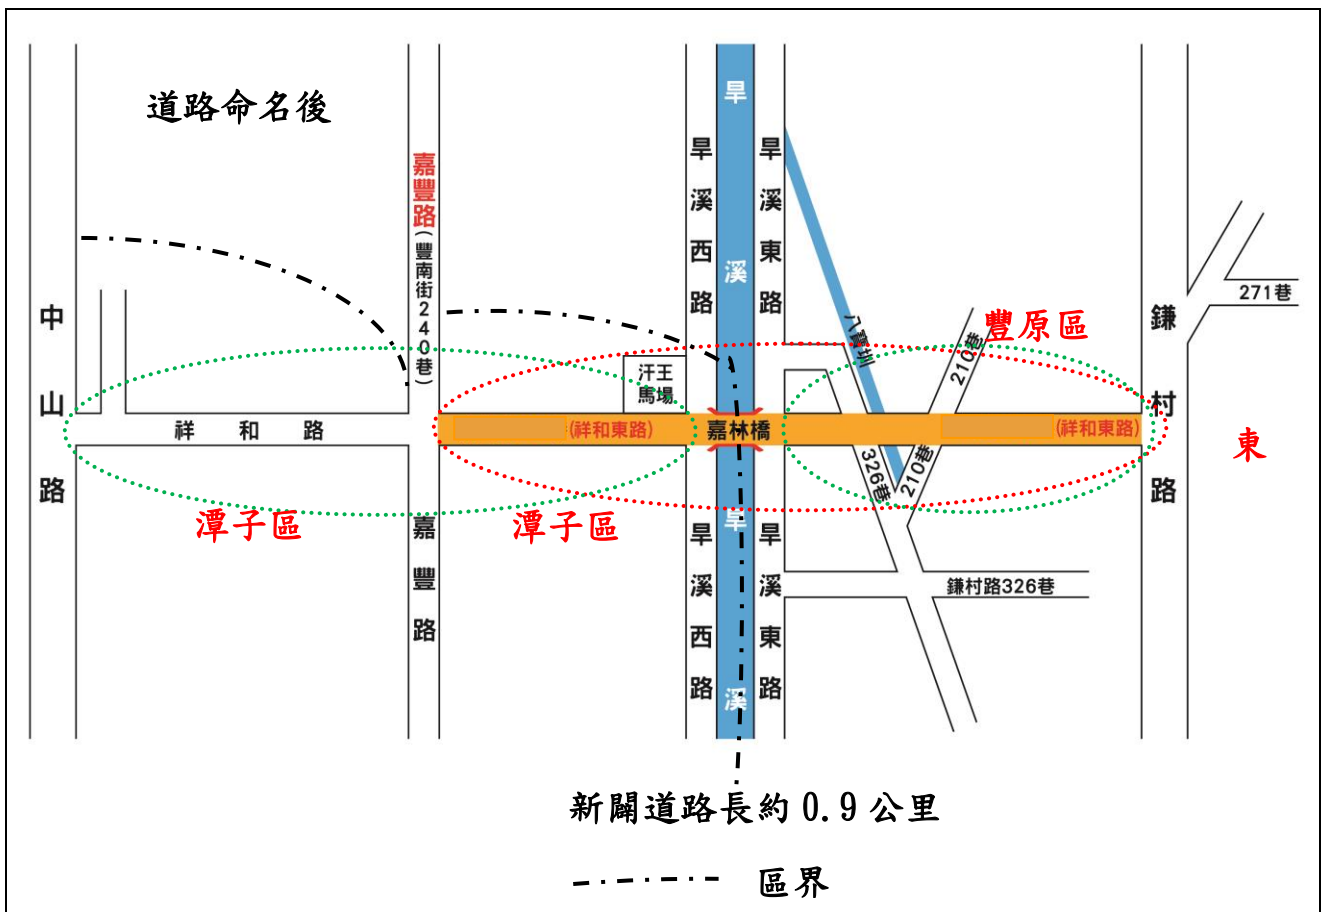 道路命名後
中山路
嘉豐路(豐南街240巷)
旱溪西路
旱溪
旱溪東路
八寶圳
210巷
豐原區
鎌村路
271巷
汗王
馬場
祥和路
(祥和東路)
嘉林橋
(祥和東路)
東
326巷
210巷
潭子區
潭子區
嘉豐路
旱溪西路
旱溪
旱溪東路
鎌村路326巷
新闢道路長約0.9公里
區界